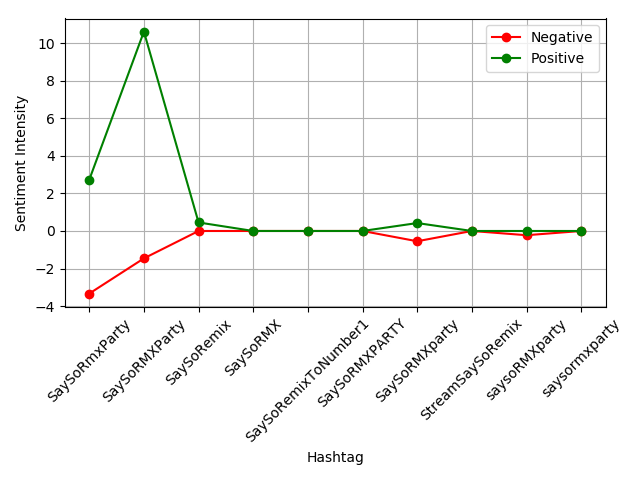 Negative
Positive
10
8
6
4
2
0
−2
−4
Sentiment Intensity
SaySoRmxParty
SaySoRMXParty
SaySoRemix
SaySoRMX
SaySoRemixToNumber1
SaySoRMXPARTY
SaySoRMXparty
StreamSaySoRemix
saysoRMXparty
saysormxparty
Hashtag